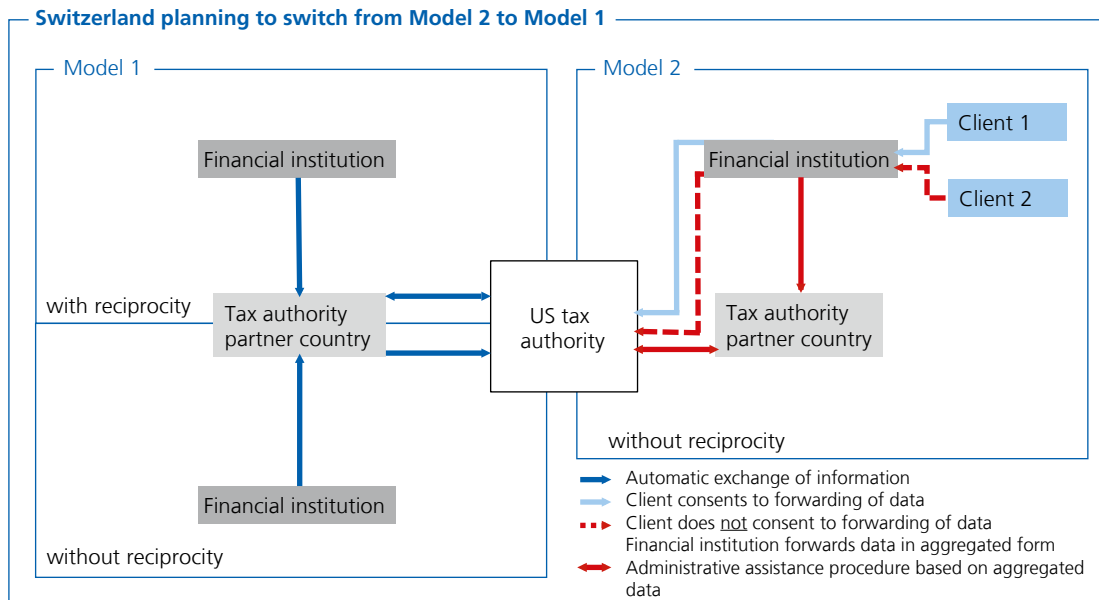 Switzerland planning to switch from Model 2 to Model 1
Model 1
Financial institution
with reciprocity
Tax authority
partner country
Financial institution
without reciprocity
US tax
authority
Model 2
Client 1
Financial institution
Client 2
Tax authority
partner country
without reciprocity
Automatic exchange of information
Client consents to forwarding of data
Client does not consent to forwarding of data
Financial institution forwards data in aggregated form
Administrative assistance procedure based on aggregated
data